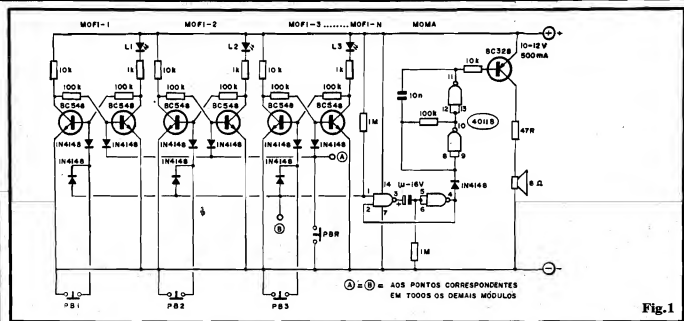 MOFI-1 MOFI-2 MOFI-3 ........ MOFI-N MOMA
L1 L2 L3
10k 1k 10k 1k 10k 1k 10k BC328 10-12V
500mA
100k 100k 100k 100k 100k 100k
BC548 BC548 BC548 BC548 BC548 BC548
10n 11 12 13
1M 100k 10 4011B 47R
8 9
1N4148 1N4148 1N4148 1N4148
A
1N4148 1N4148 1N4148
14 1µ-16V 8Ω
1 2 3 5 6 4
7
B PBR 1M
A = B = AOS PONTOS CORRESPONDENTES
EM TODOS OS DEMAIS MÓDULOS
PB1 PB2 PB3
Fig.1